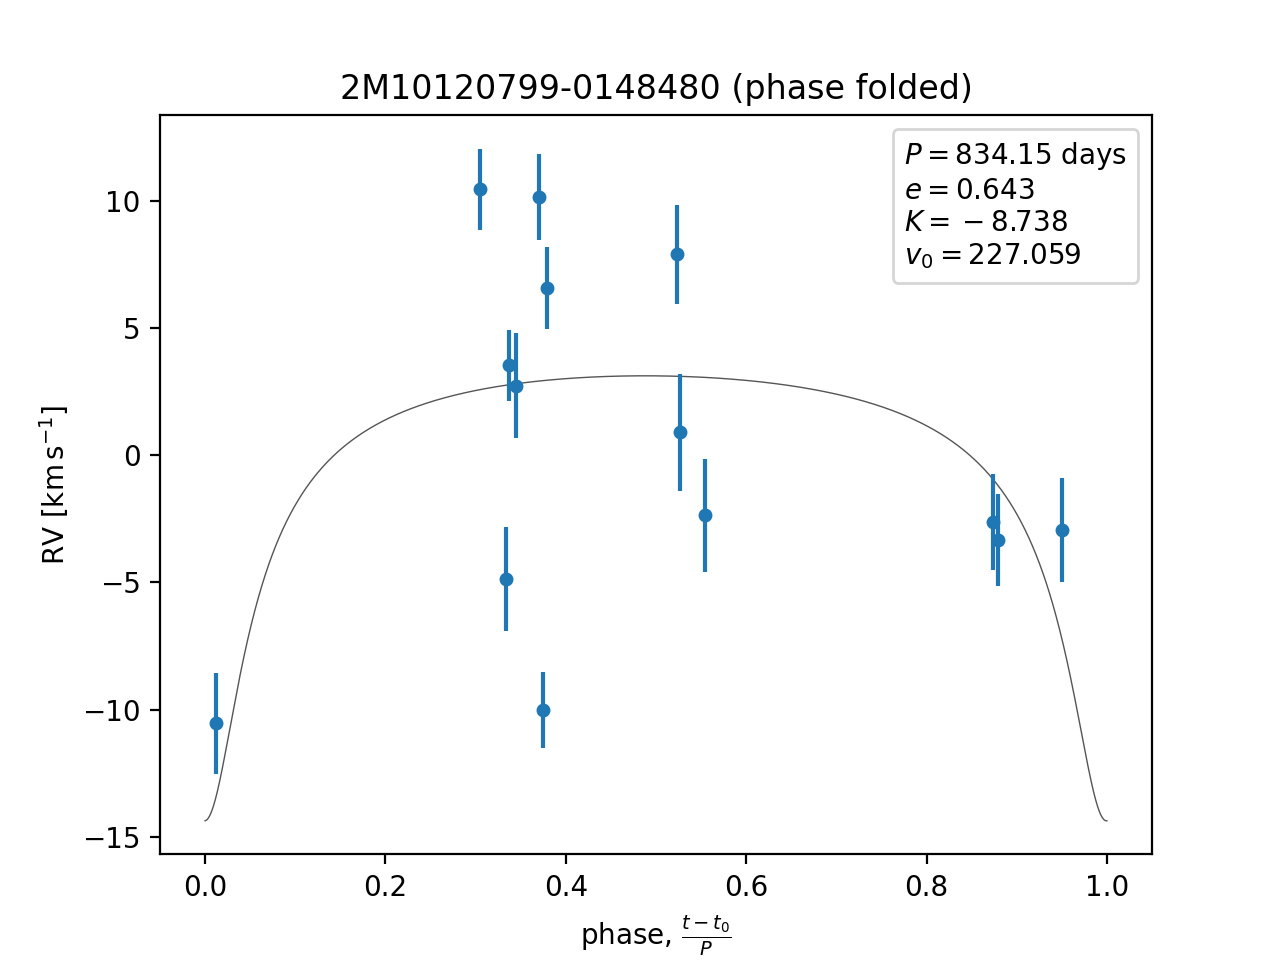 2M10120799-0148480 (phase folded)
P = 834.15 days
e = 0.643
K = −8.738
v₀ = 227.059
10
5
0
−5
−10
−15
RV [km s⁻¹]
0.0 0.2 0.4 0.6 0.8 1.0
phase, (t − t₀)/P